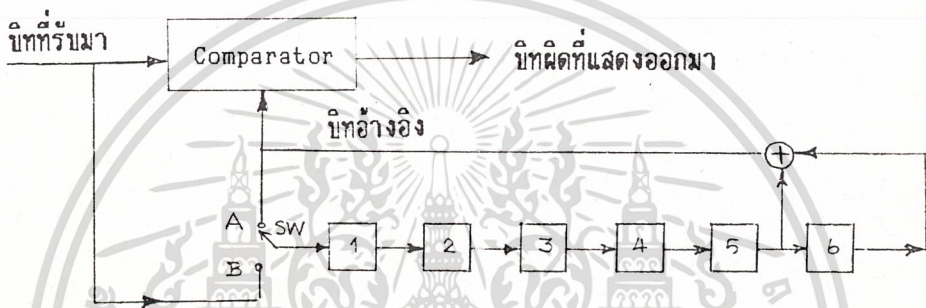 บิทที่รับมา
Comparator
บิทผิดที่แสดงออกมา
บิทอ้างอิง
+
A
SW
1
2
3
4
5
6
B